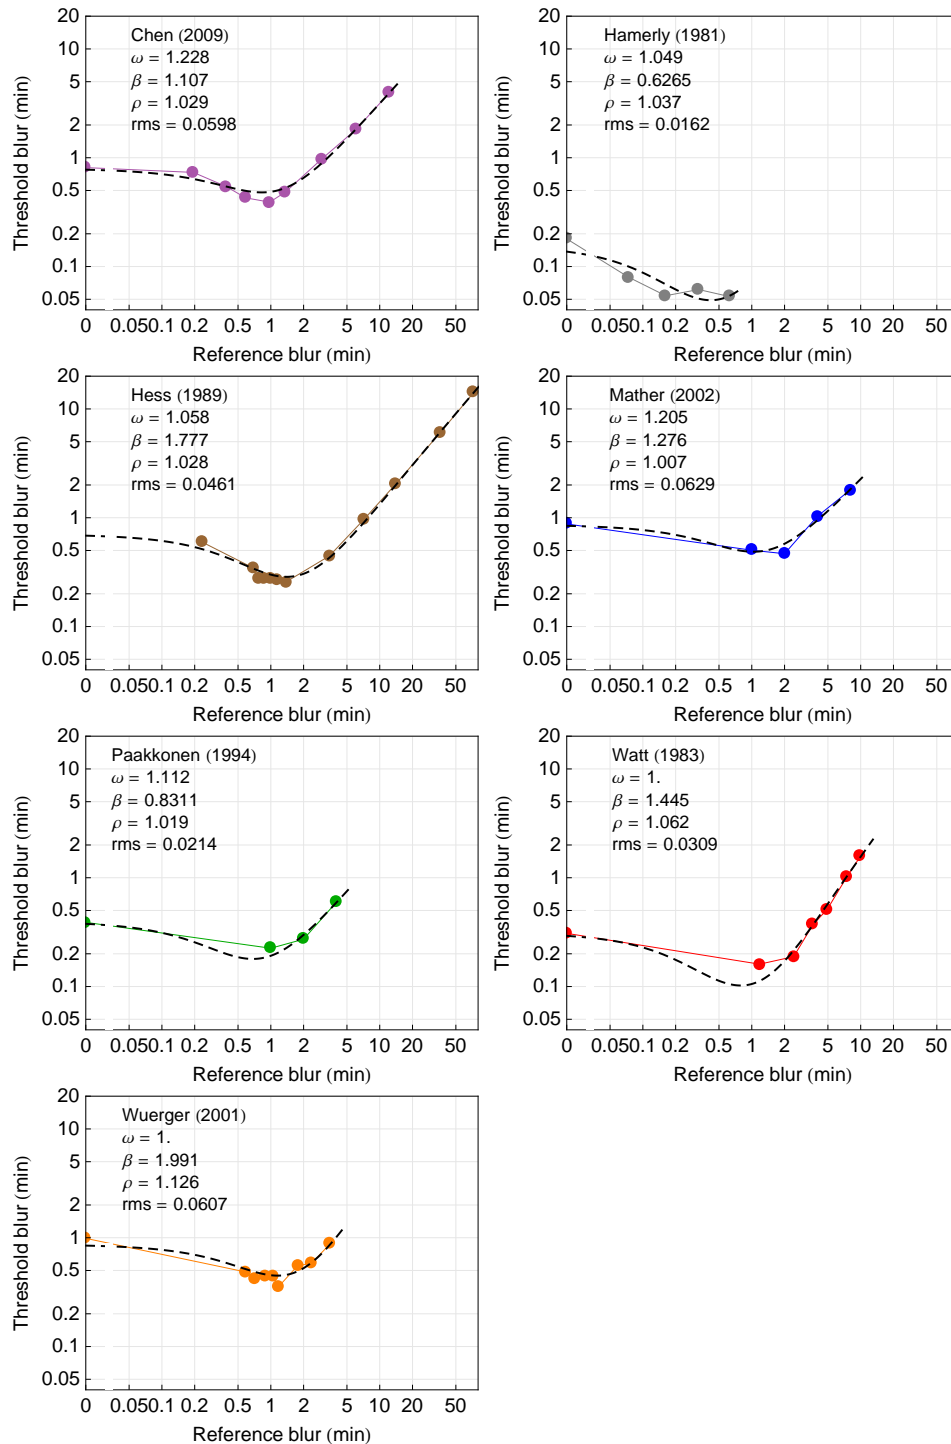 Chen (2009)
ω = 1.228
β = 1.107
ρ = 1.029
rms = 0.0598
Threshold blur (min)
20
10
5
2
1
0.5
0.2
0.1
0.05
0 0.05 0.1 0.2 0.5 1 2 5 10 20 50
Reference blur (min)
Hamerly (1981)
ω = 1.049
β = 0.6265
ρ = 1.037
rms = 0.0162
Threshold blur (min)
20
10
5
2
1
0.5
0.2
0.1
0.05
0 0.05 0.1 0.2 0.5 1 2 5 10 20 50
Reference blur (min)
Hess (1989)
ω = 1.058
β = 1.777
ρ = 1.028
rms = 0.0461
Threshold blur (min)
20
10
5
2
1
0.5
0.2
0.1
0.05
0 0.05 0.1 0.2 0.5 1 2 5 10 20 50
Reference blur (min)
Mather (2002)
ω = 1.205
β = 1.276
ρ = 1.007
rms = 0.0629
Threshold blur (min)
20
10
5
2
1
0.5
0.2
0.1
0.05
0 0.05 0.1 0.2 0.5 1 2 5 10 20 50
Reference blur (min)
Paakkonen (1994)
ω = 1.112
β = 0.8311
ρ = 1.019
rms = 0.0214
Threshold blur (min)
20
10
5
2
1
0.5
0.2
0.1
0.05
0 0.05 0.1 0.2 0.5 1 2 5 10 20 50
Reference blur (min)
Watt (1983)
ω = 1.
β = 1.445
ρ = 1.062
rms = 0.0309
Threshold blur (min)
20
10
5
2
1
0.5
0.2
0.1
0.05
0 0.05 0.1 0.2 0.5 1 2 5 10 20 50
Reference blur (min)
Wuerger (2001)
ω = 1.
β = 1.991
ρ = 1.126
rms = 0.0607
Threshold blur (min)
20
10
5
2
1
0.5
0.2
0.1
0.05
0 0.05 0.1 0.2 0.5 1 2 5 10 20 50
Reference blur (min)